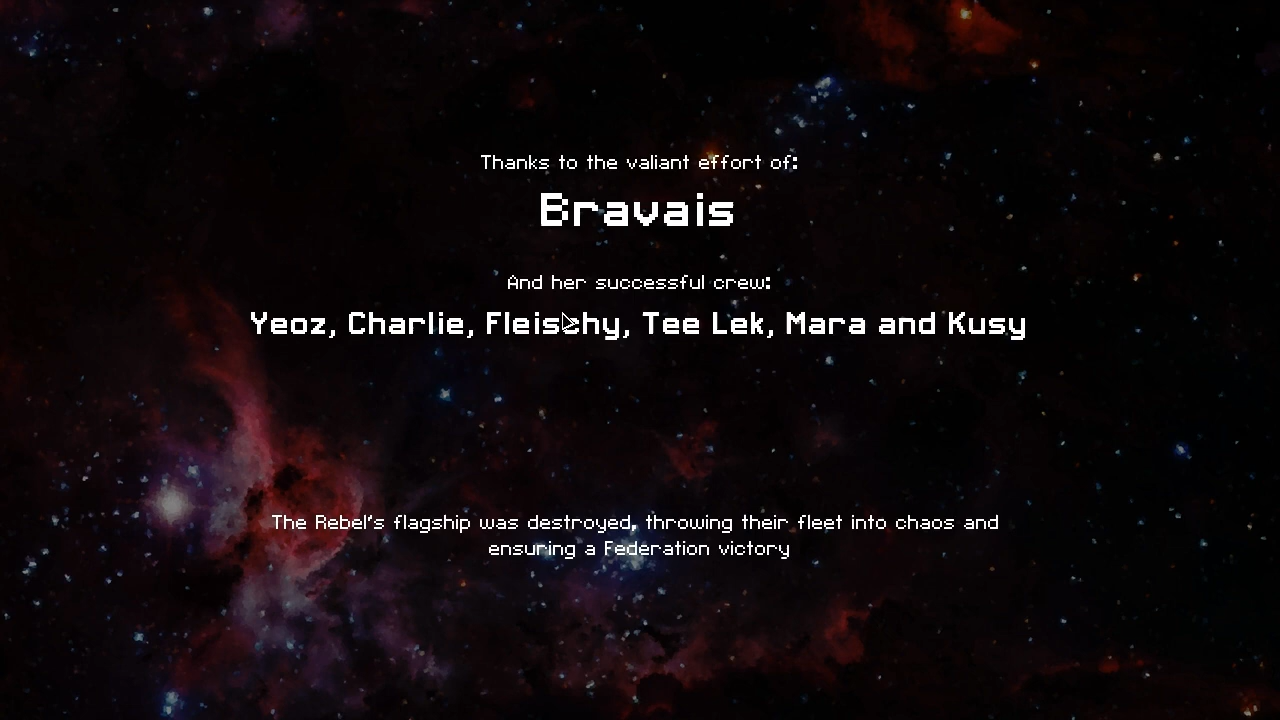 Thanks to the valiant effort of:
Bravais
And her successful crew:
Yeoz, Charlie, Fleischy, Tee Lek, Mara and Kusy
The Rebel's flagship was destroyed, throwing their fleet into chaos and
ensuring a Federation victory